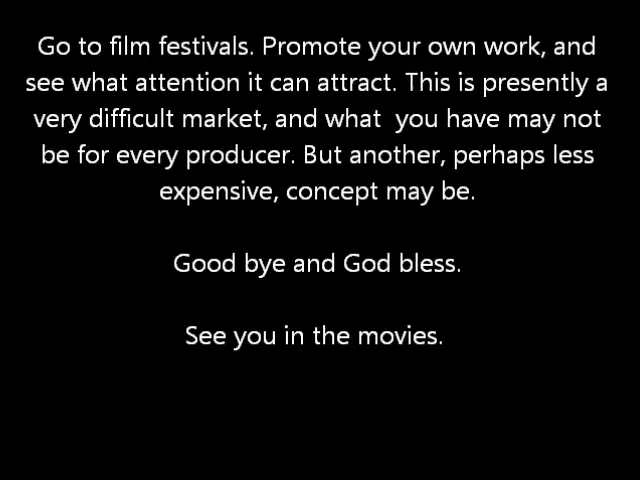 Go to film festivals. Promote your own work, and
see what attention it can attract. This is presently a
very difficult market, and what  you have may not
be for every producer. But another, perhaps less
expensive, concept may be.
Good bye and God bless.
See you in the movies.